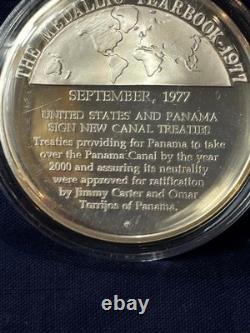 THE METALLIC YEARBOOK-1977
SEPTEMBER, 1977
UNITED STATES AND PANAMA
SIGN NEW CANAL TREATIES
Treaties providing for Panama to take
over the Panama Canal by the year
2000 and assuring its neutrality
were approved for ratification
by Jimmy Carter and Omar
Torrijos of Panama.
ebay